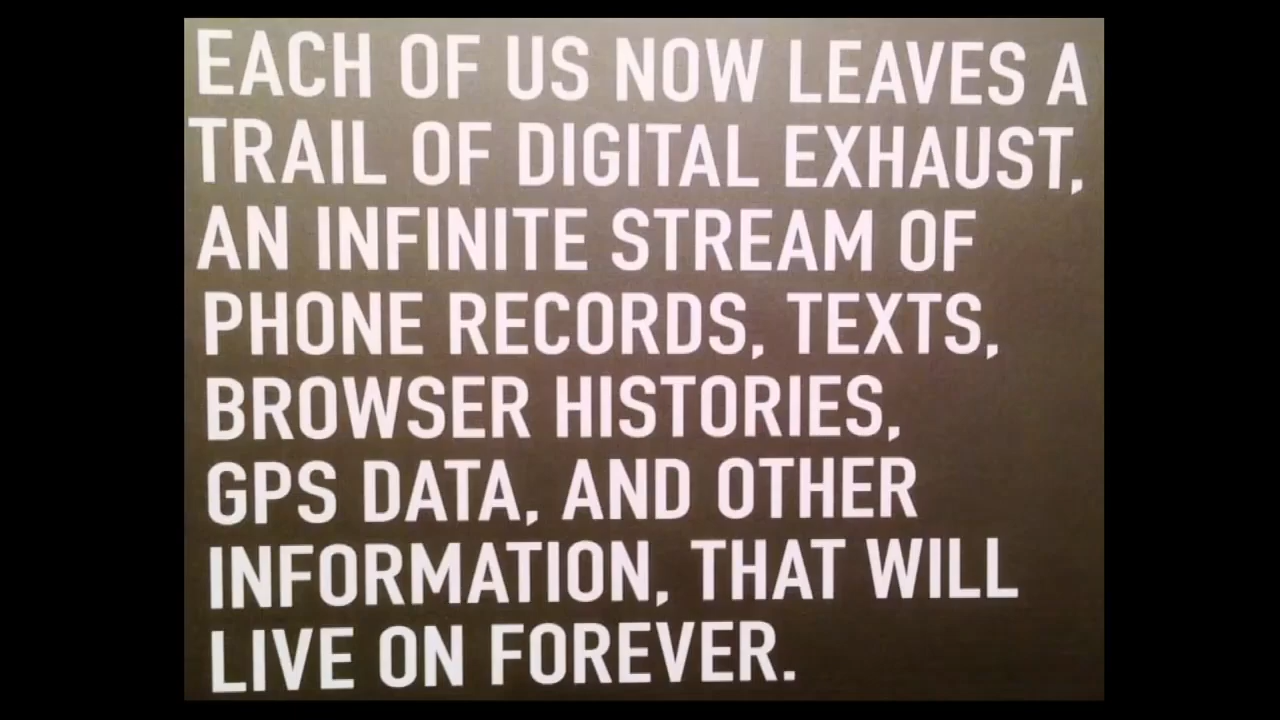 EACH OF US NOW LEAVES A
TRAIL OF DIGITAL EXHAUST,
AN INFINITE STREAM OF
PHONE RECORDS, TEXTS,
BROWSER HISTORIES,
GPS DATA, AND OTHER
INFORMATION, THAT WILL
LIVE ON FOREVER.